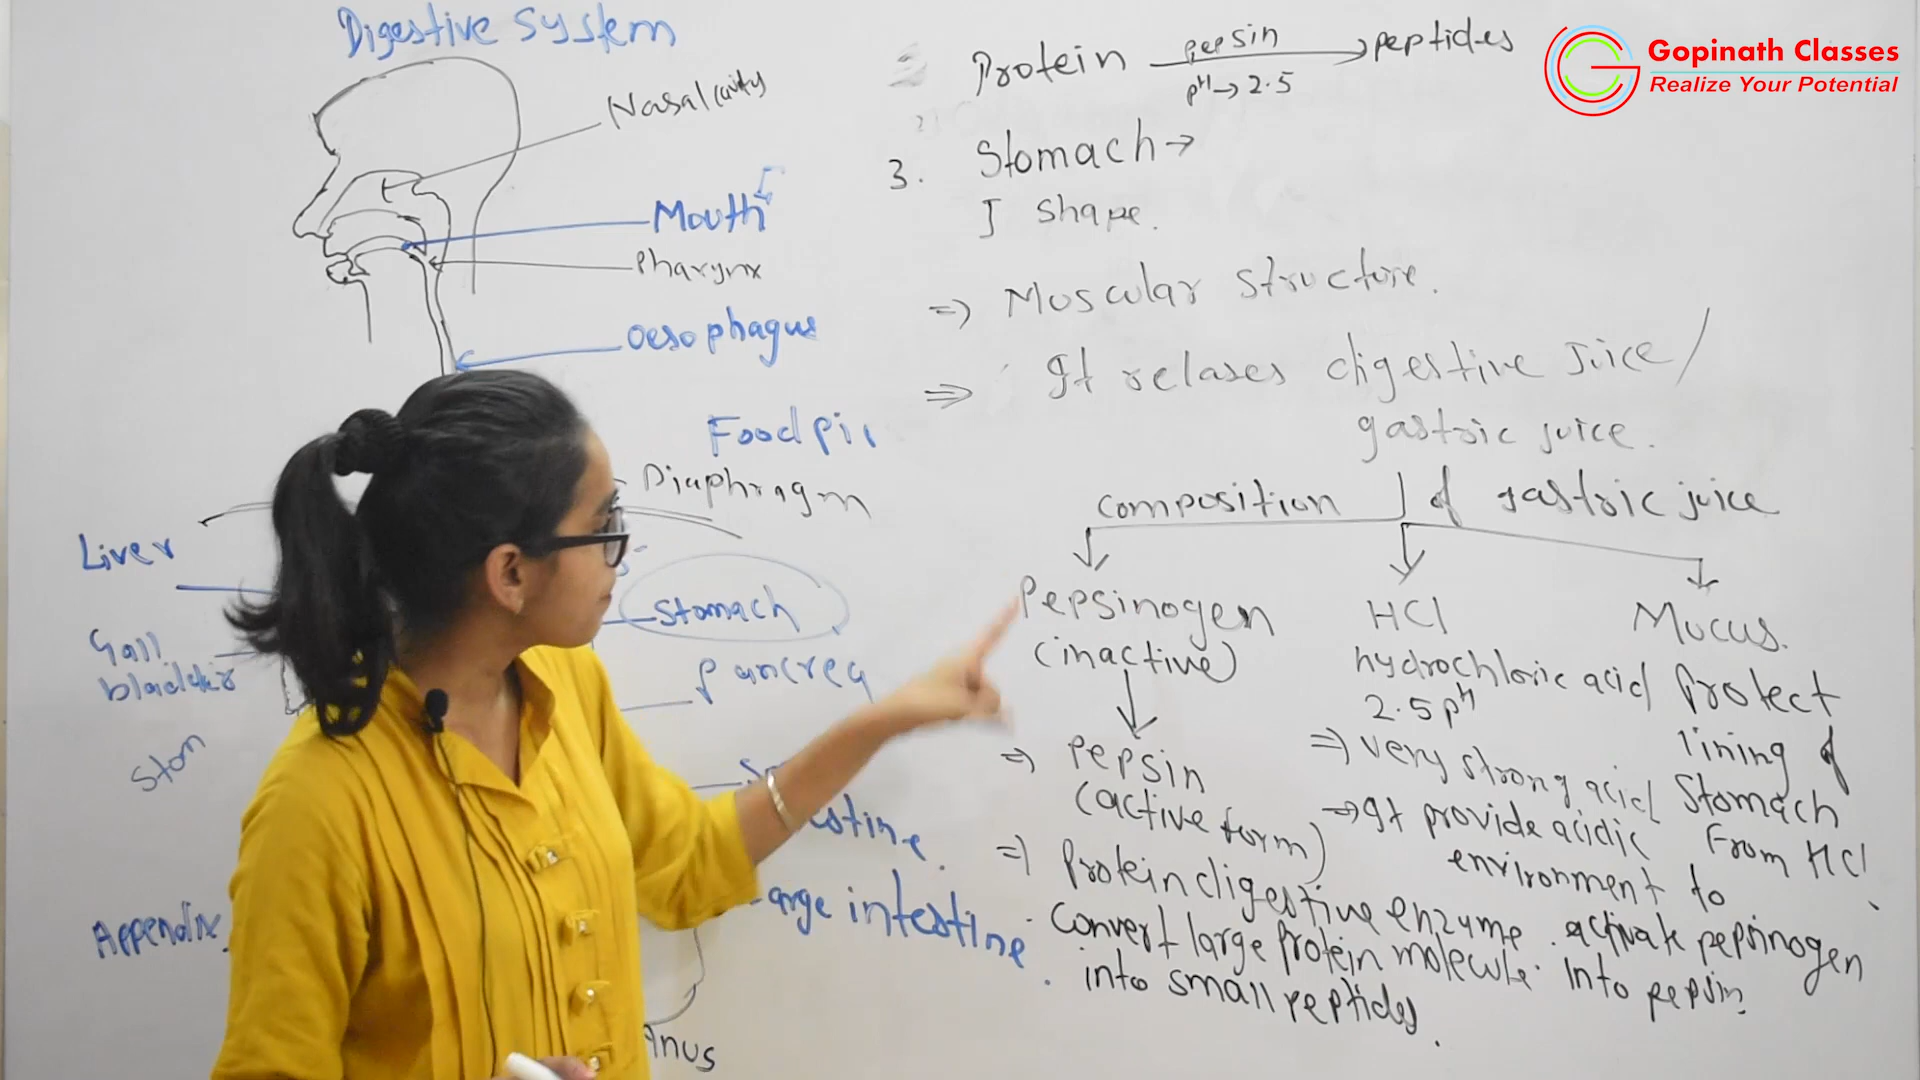 Digestive System
Nasal cavity
Mouth
Pharynx
Oesophagus
Food pi
Diaphragm
Liver
Stomach
Gall
bladder
Pancrea
Stom
stine
arge intestine
Appendix
Anus
Gopinath Classes
Realize Your Potential
Protein pepsin peptides
pH → 2.5
3. Stomach →
J shape.
⇒ Muscular structure.
⇒ It relases digestive juice /
gastric juice.
composition of gastric juice
Pepsinogen
(inactive)
⇒ Pepsin
(active form)
⇒ Protein digestive enzyme.
Convert large protein molecule
into small peptides.
HCl
hydrochloric acid
2.5 pH
⇒ very strong acid
⇒ It provide acidic
environment to
activate pepsinogen
into pepsin.
Mucus.
Protect
lining of
Stomach
From HCl